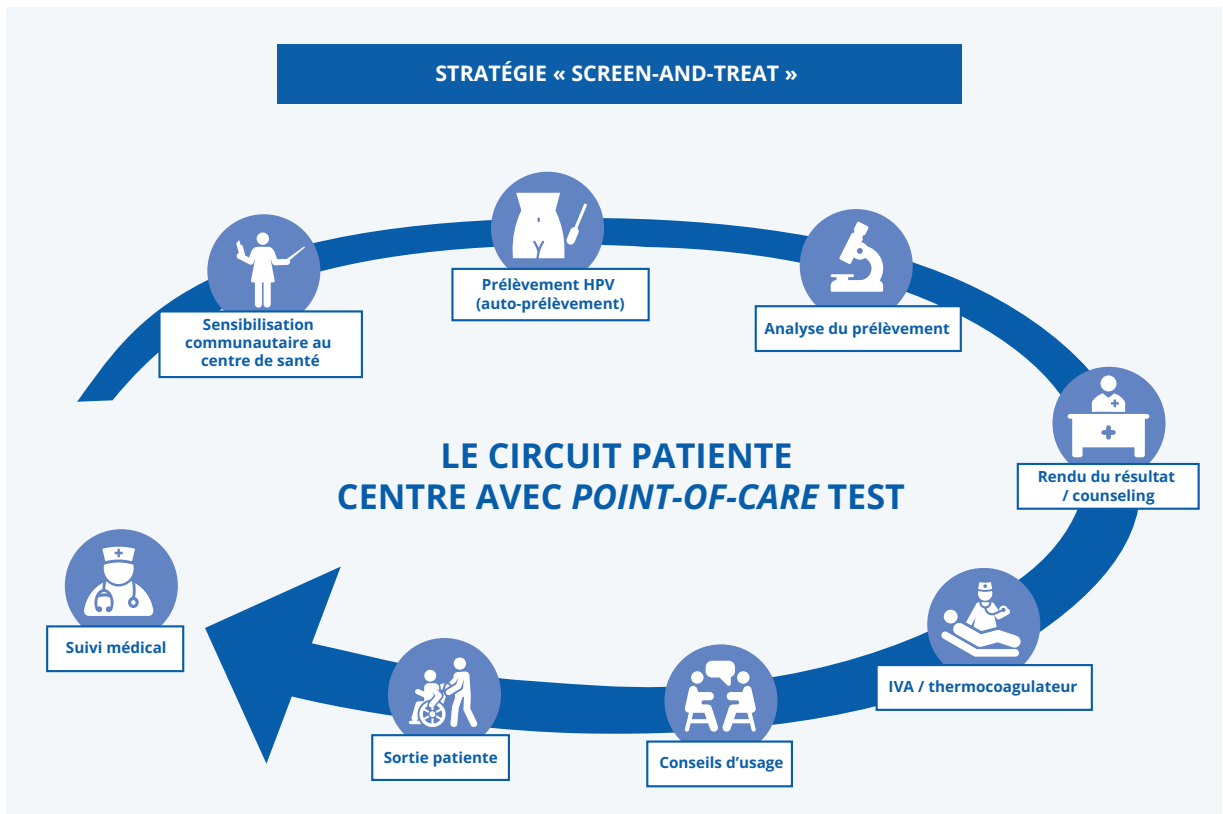 STRATÉGIE « SCREEN-AND-TREAT »
Sensibilisation
communautaire au
centre de santé
Prélèvement HPV
(auto-prélèvement)
Analyse du prélèvement
Rendu du résultat
/ counseling
LE CIRCUIT PATIENTE
CENTRE AVEC POINT-OF-CARE TEST
IVA / thermocoagulateur
Conseils d’usage
Sortie patiente
Suivi médical